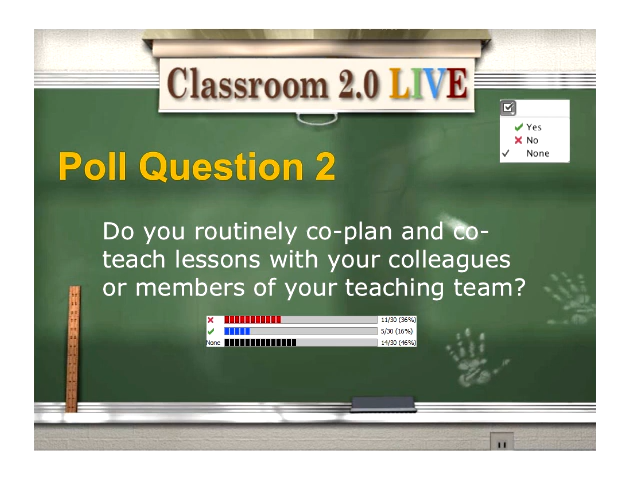 Classroom 2.0 LIVE
Yes
No
None
Poll Question 2
Do you routinely co-plan and co-
teach lessons with your colleagues
or members of your teaching team?
11/30 (36%)
5/30 (16%)
None 14/30 (46%)